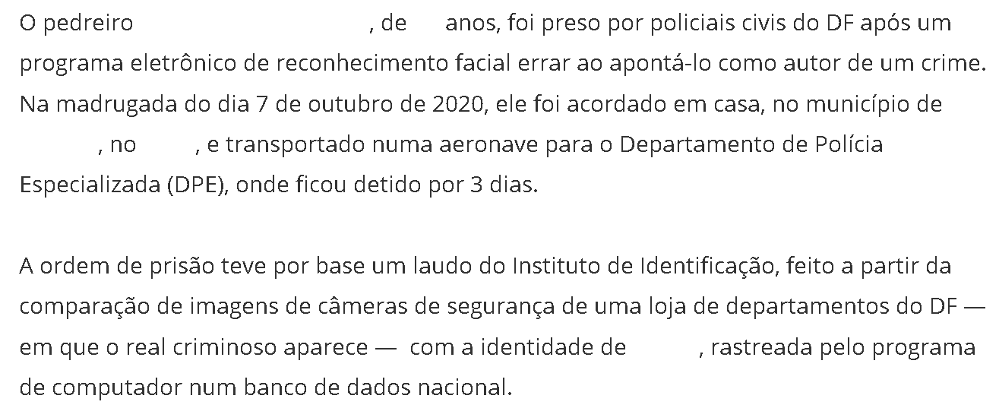 O pedreiro , de anos, foi preso por policiais civis do DF após um
programa eletrônico de reconhecimento facial errar ao apontá-lo como autor de um crime.
Na madrugada do dia 7 de outubro de 2020, ele foi acordado em casa, no município de
, no , e transportado numa aeronave para o Departamento de Polícia
Especializada (DPE), onde ficou detido por 3 dias.
A ordem de prisão teve por base um laudo do Instituto de Identificação, feito a partir da
comparação de imagens de câmeras de segurança de uma loja de departamentos do DF —
em que o real criminoso aparece — com a identidade de , rastreada pelo programa
de computador num banco de dados nacional.